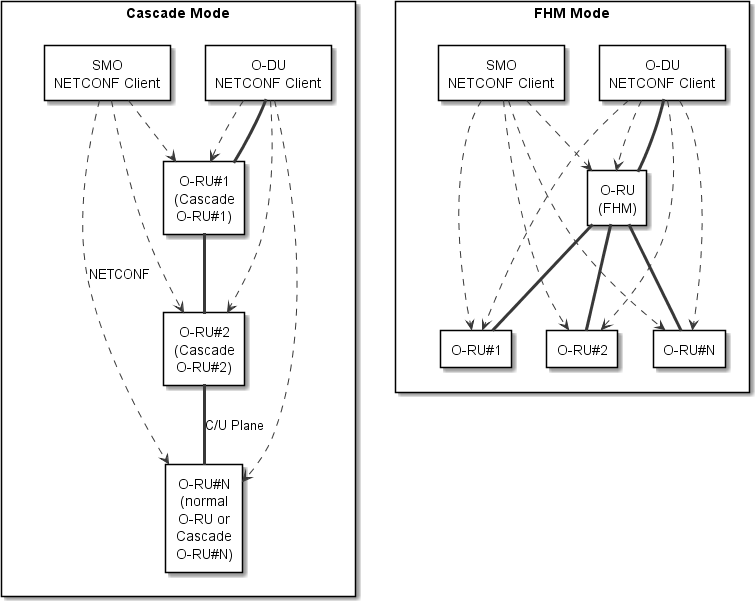 Cascade Mode
SMO
NETCONF Client
O-DU
NETCONF Client
O-RU#1
(Cascade
O-RU#1)
NETCONF
O-RU#2
(Cascade
O-RU#2)
C/U Plane
O-RU#N
(normal
O-RU or
Cascade
O-RU#N)
FHM Mode
SMO
NETCONF Client
O-DU
NETCONF Client
O-RU
(FHM)
O-RU#1
O-RU#2
O-RU#N